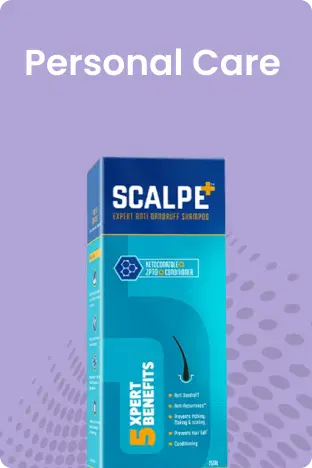 Personal Care
SCALPE+
EXPERT ANTI DANDRUFF SHAMPOO
KETOCONAZOLE +
ZPTO + CONDITIONER
5 XPERT
BENEFITS
Anti Dandruff
Anti Recurrence*
Prevents Itching,
Flaking & Scaling
Prevents Hair Fall*
Conditioning